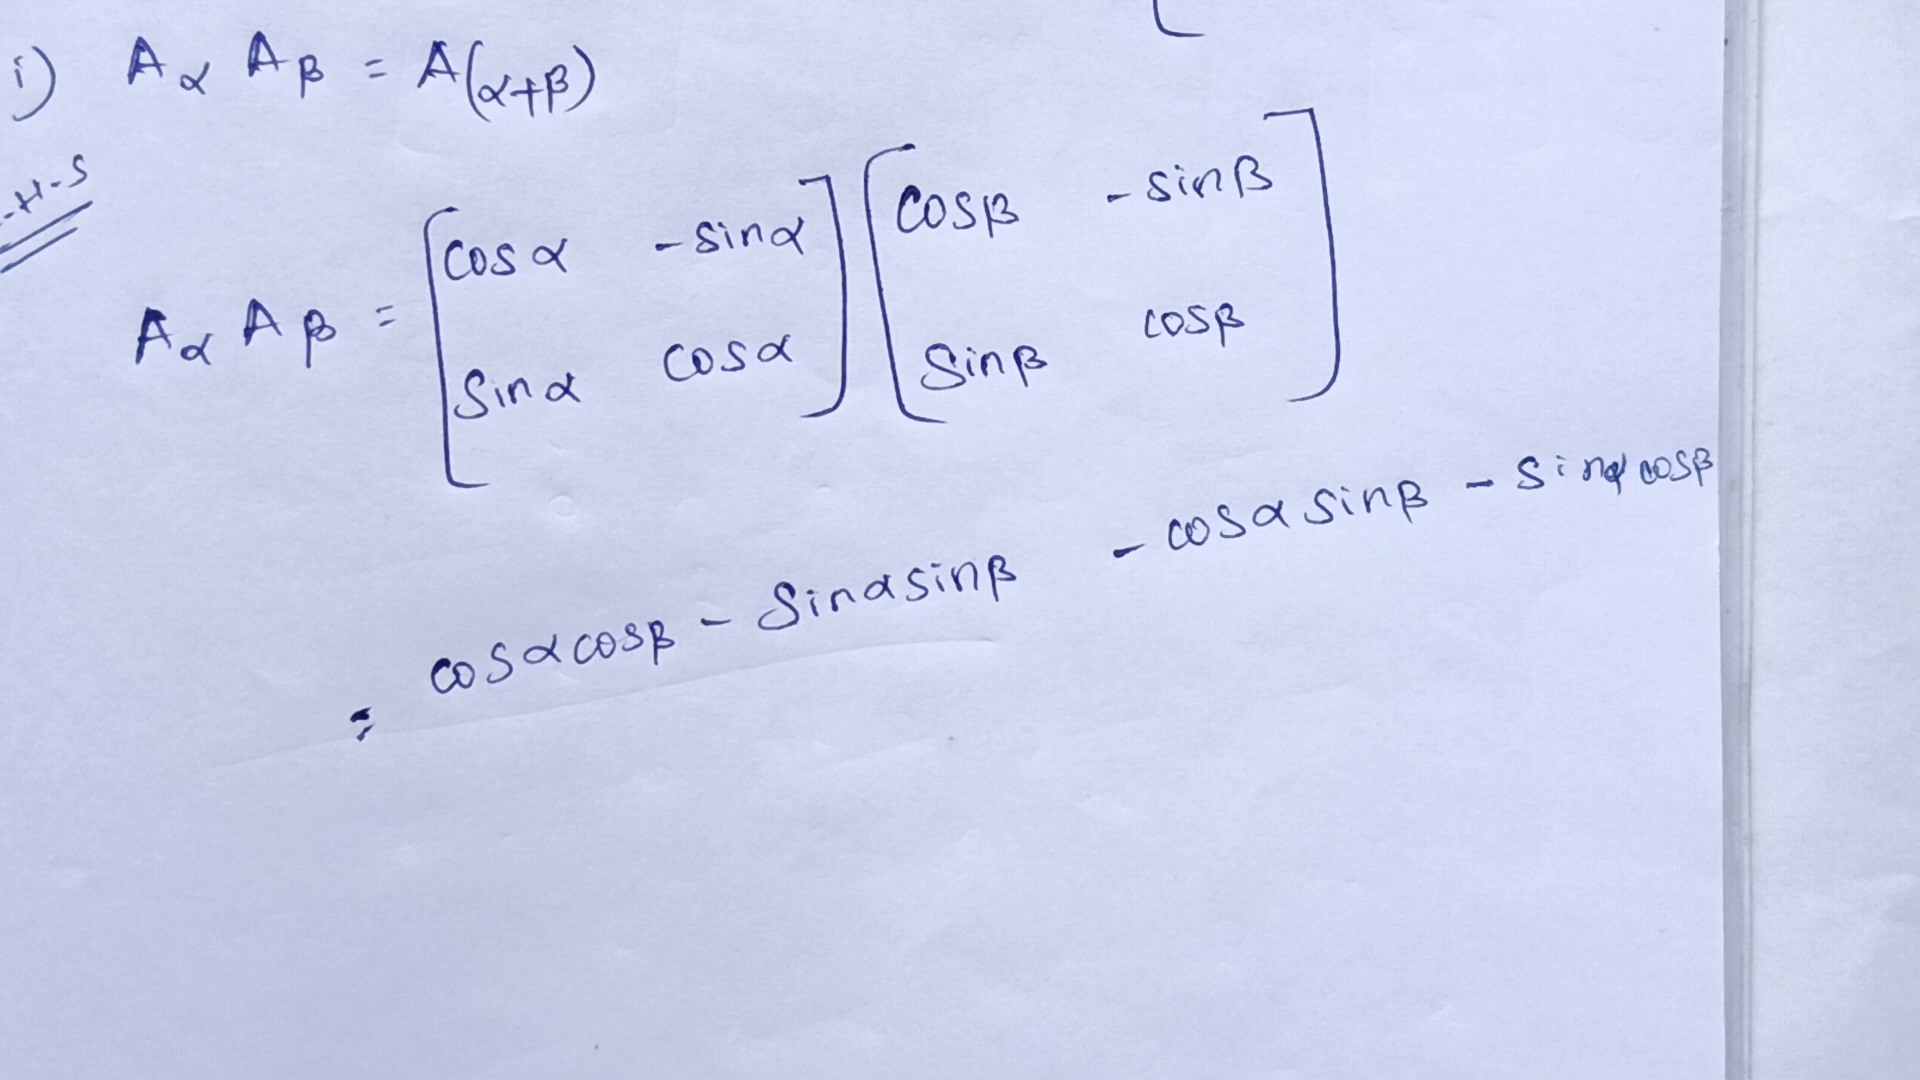 i) Aα Aβ = A(α+β)
-H-S
Aα Aβ = [cosα -sinα] [cosβ -sinβ]
[sinα cosα] [sinβ cosβ]
= cosα cosβ - sinα sinβ - cosα sinβ - sinα cosβ